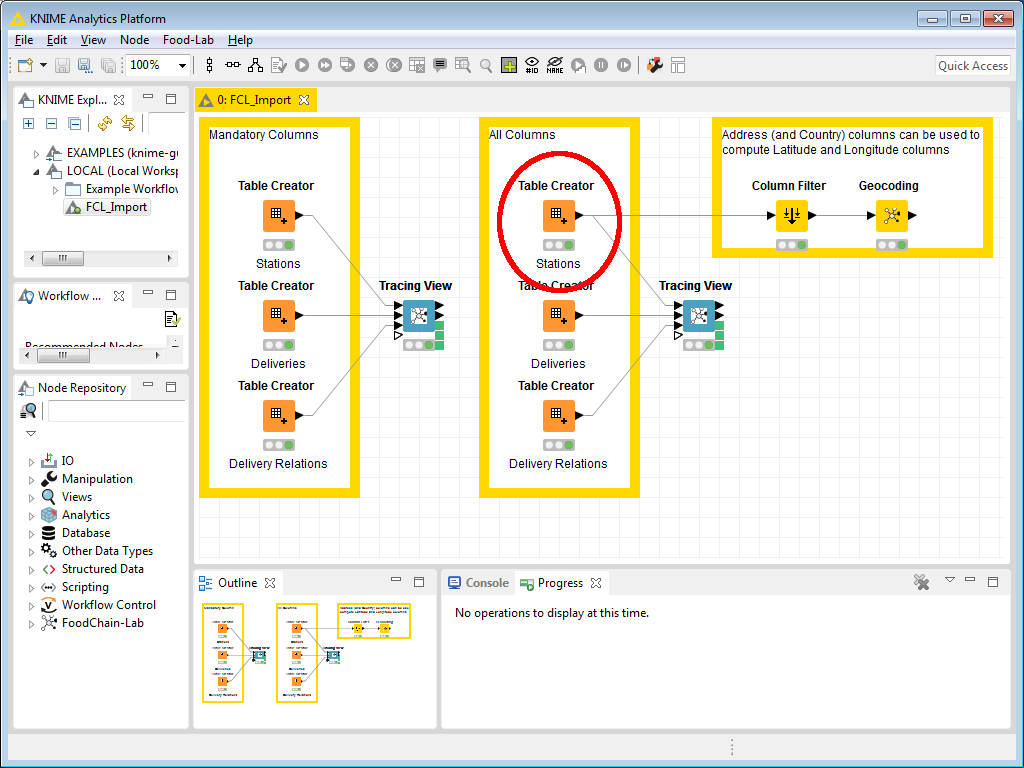 KNIME Analytics Platform
File Edit View Node Food-Lab Help
100%
#ID
NAME
Quick Access
KNIME Expl...
EXAMPLES (knime-gu
LOCAL (Local Worksp
Example Workflow
FCL_Import
Workflow ...
Recommended Nodes
Node Repository
IO
Manipulation
Views
Analytics
Database
Other Data Types
Structured Data
Scripting
Workflow Control
FoodChain-Lab
0: FCL_Import
Mandatory Columns
Table Creator
Stations
Table Creator
Deliveries
Table Creator
Delivery Relations
Tracing View
All Columns
Table Creator
Stations
Table Creator
Deliveries
Table Creator
Delivery Relations
Tracing View
Address (and Country) columns can be used to
compute Latitude and Longitude columns
Column Filter
Geocoding
Outline
Console
Progress
No operations to display at this time.